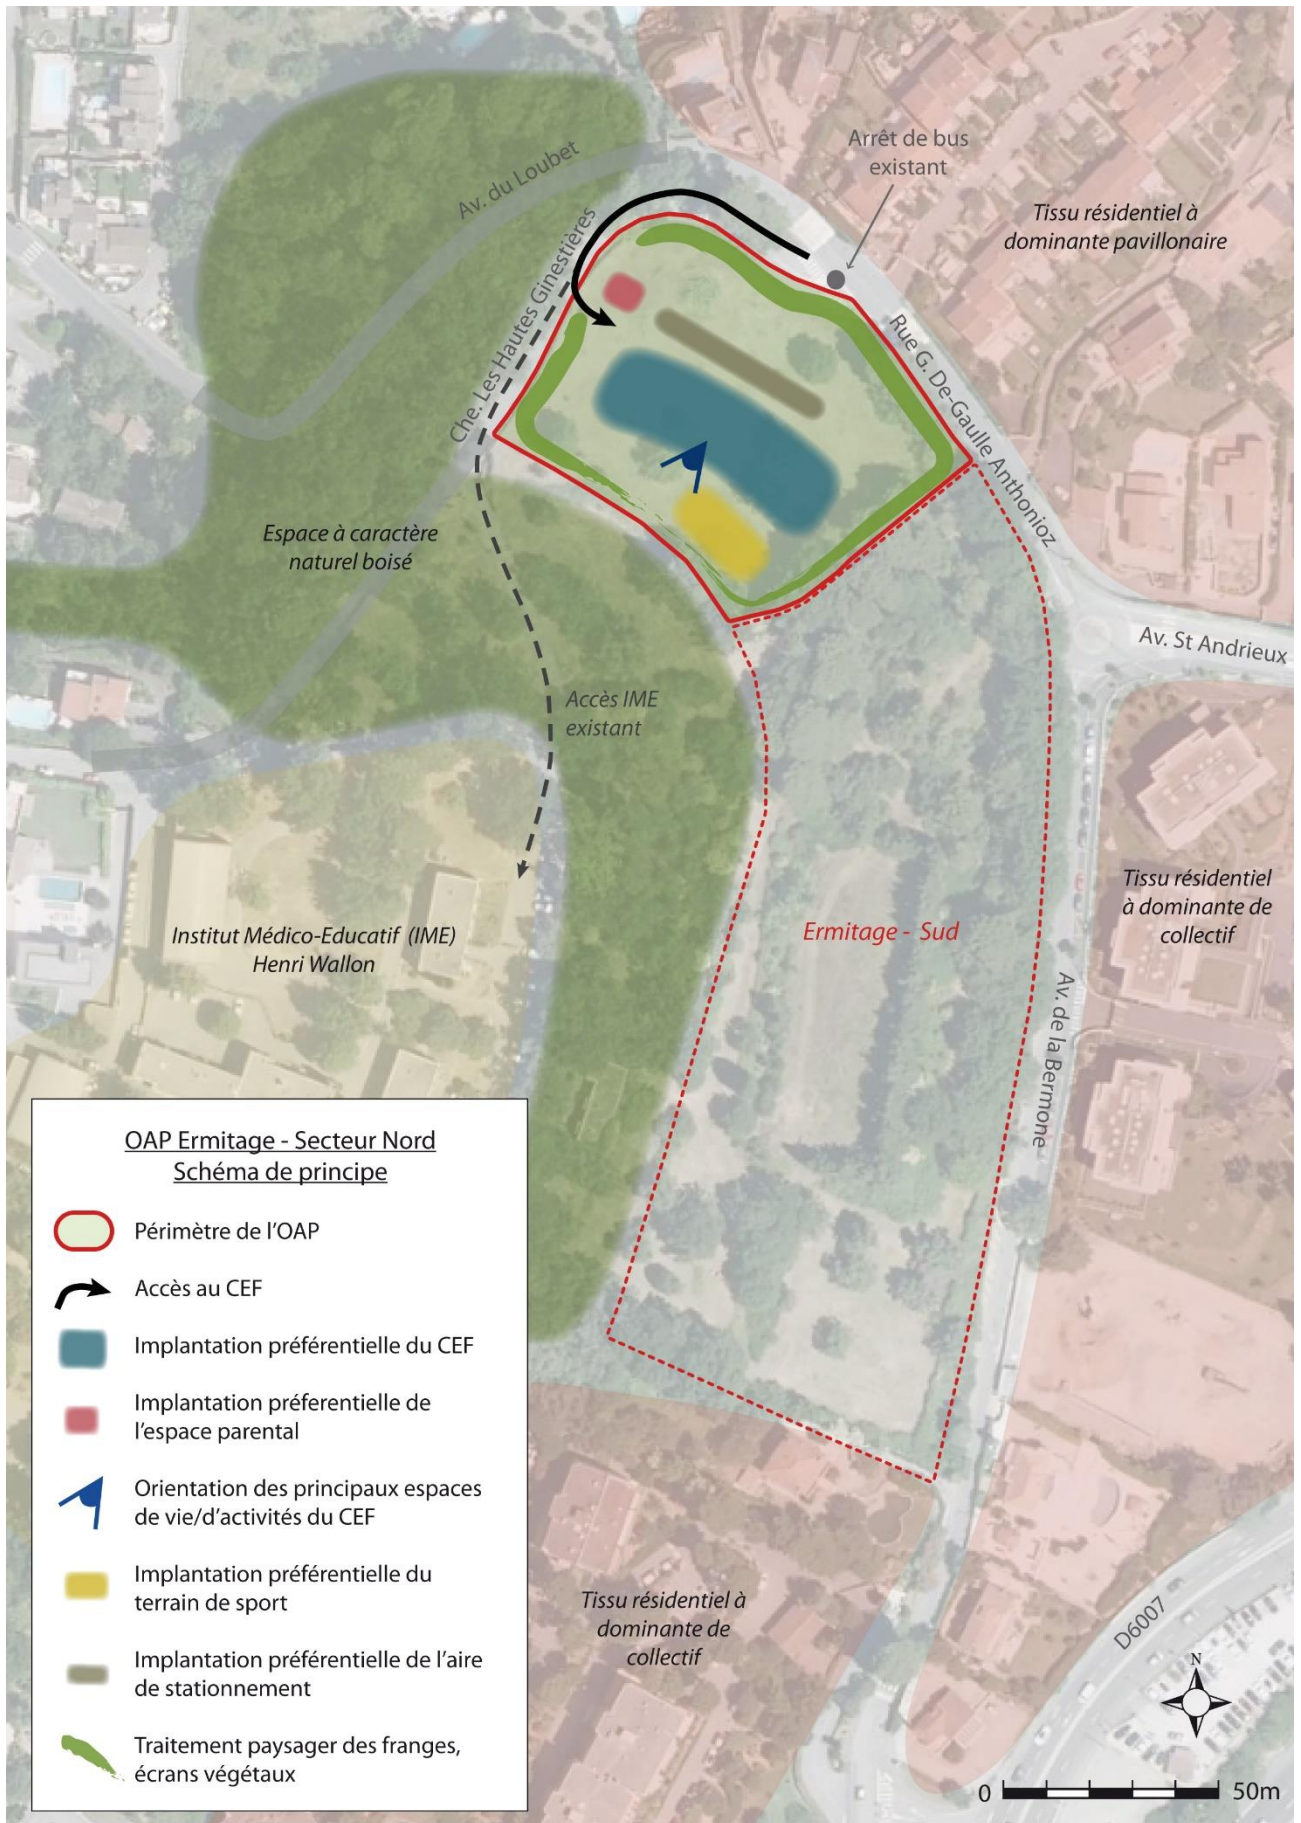 Av. du Loubet
Arrêt de bus
existant
Tissu résidentiel à
dominante pavillonaire
Che. Les Hautes Ginestières
Rue G. De-Gaulle Anthonioz
Espace à caractère
naturel boisé
Av. St Andrieux
Accès IME
existant
Tissu résidentiel
à dominante de
collectif
Institut Médico-Educatif (IME)
Henri Wallon
Ermitage - Sud
Av. de la Bermone
OAP Ermitage - Secteur Nord
Schéma de principe
Périmètre de l'OAP
Accès au CEF
Implantation préférentielle du CEF
Implantation préferentielle de
l'espace parental
Orientation des principaux espaces
de vie/d'activités du CEF
Implantation préférentielle du
terrain de sport
Implantation préférentielle de l'aire
de stationnement
Traitement paysager des franges,
écrans végétaux
Tissu résidentiel à
dominante de
collectif
D6007
N
0 50m